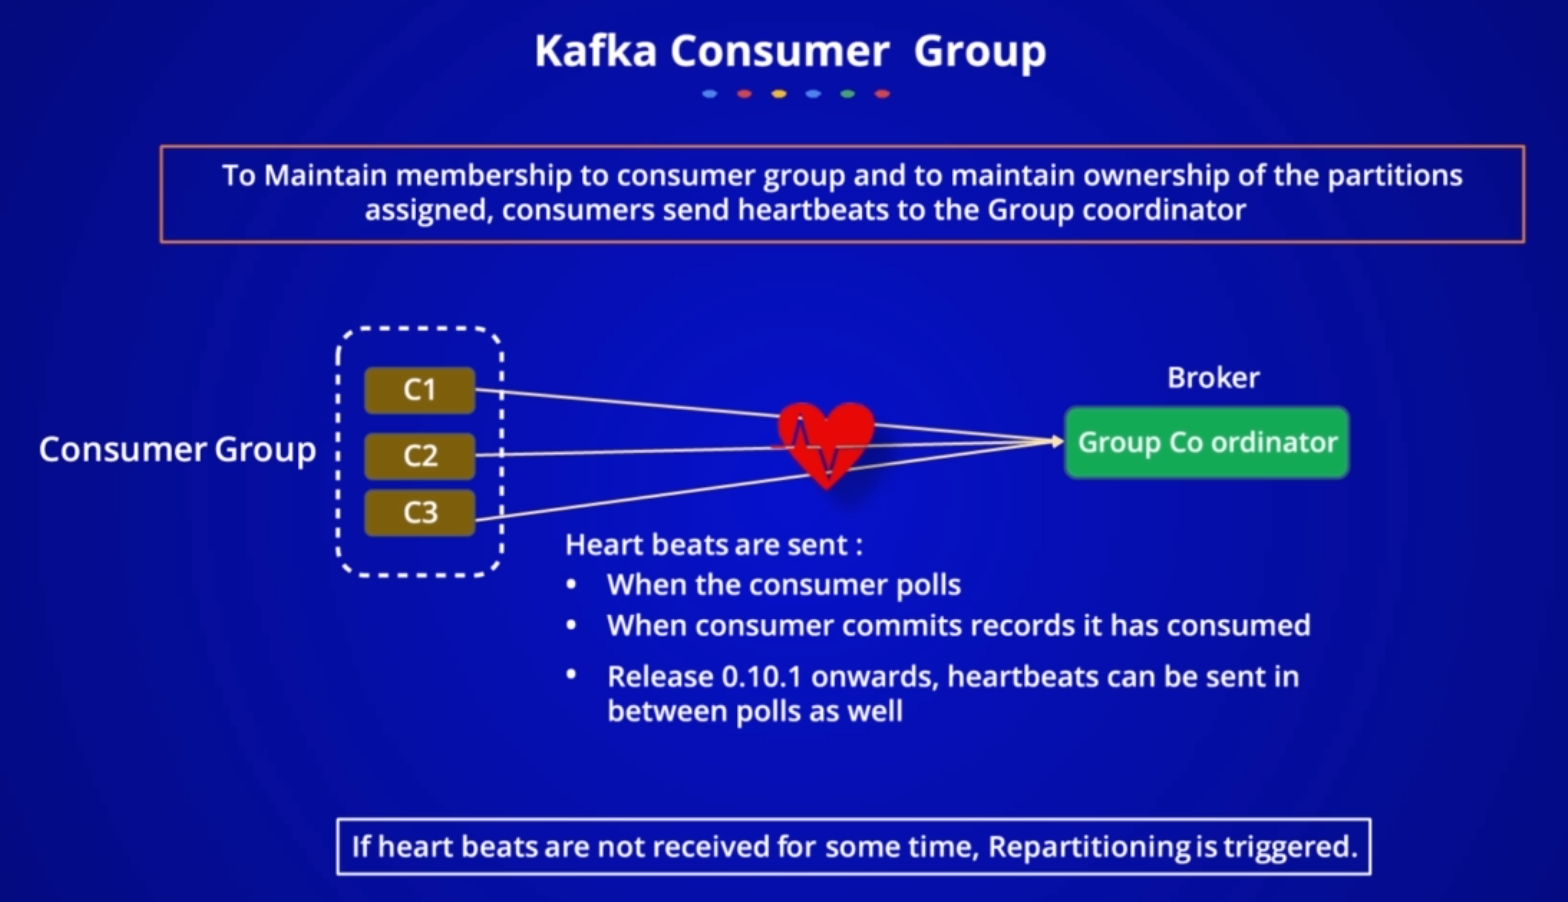 Kafka Consumer Group
To Maintain membership to consumer group and to maintain ownership of the partitions
assigned, consumers send heartbeats to the Group coordinator
Consumer Group
C1
C2
C3
Broker
Group Co ordinator
Heart beats are sent :
• When the consumer polls
• When consumer commits records it has consumed
• Release 0.10.1 onwards, heartbeats can be sent in
between polls as well
If heart beats are not received for some time, Repartitioning is triggered.